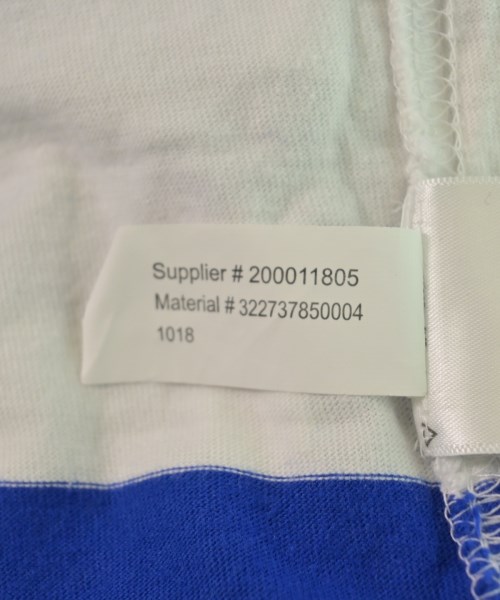 Supplier # 200011805
Material # 322737850004
1018